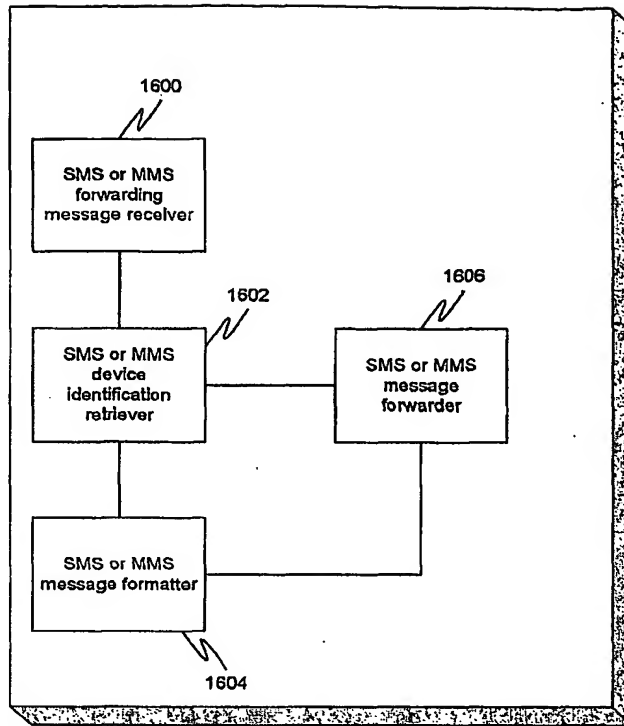 1600
SMS or MMS
forwarding
message receiver
1602
SMS or MMS
device
identification
retriever
1606
SMS or MMS
message
forwarder
SMS or MMS
message formatter
1604